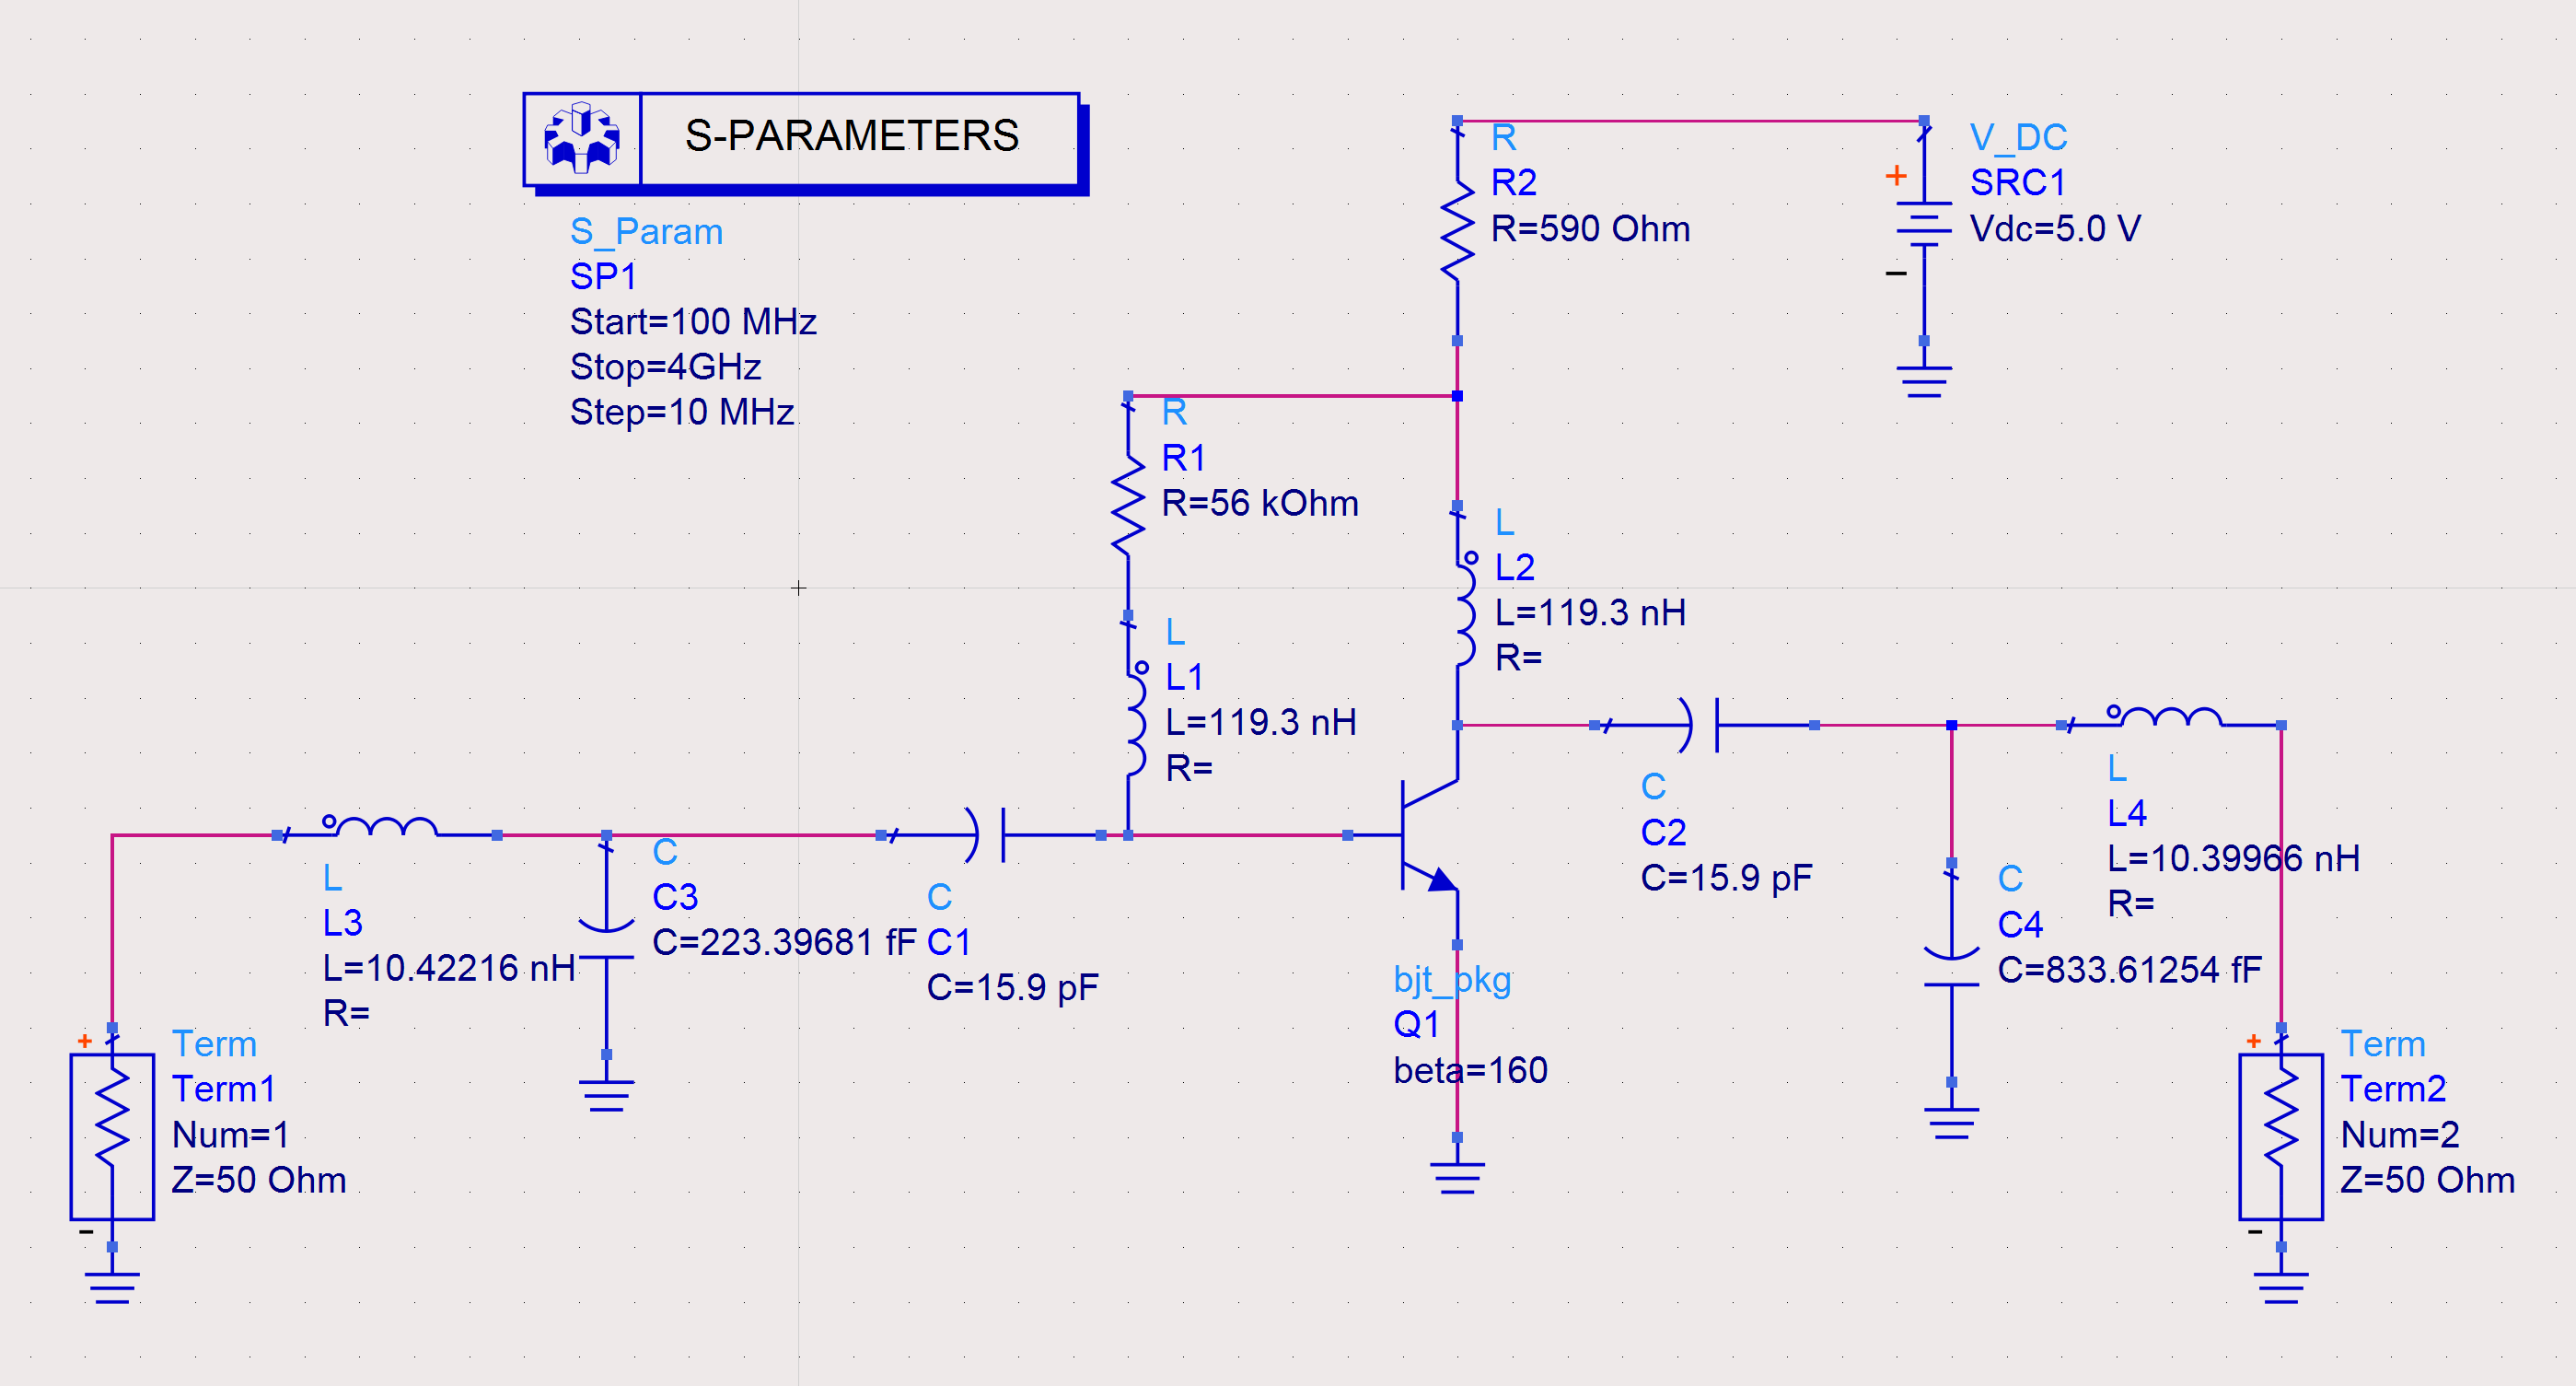 S-PARAMETERS
S_Param
SP1
Start=100 MHz
Stop=4GHz
Step=10 MHz
R
R2
R=590 Ohm
+
V_DC
SRC1
Vdc=5.0 V
−
R
R1
R=56 kOhm
L
L2
L=119.3 nH
R=
L
L1
L=119.3 nH
R=
L
L3
L=10.42216 nH
R=
C
C3
C=223.39681 fF
C
C1
C=15.9 pF
C
C2
C=15.9 pF
L
L4
L=10.39966 nH
R=
C
C4
C=833.61254 fF
bjt_pkg
Q1
beta=160
+
Term
Term1
Num=1
Z=50 Ohm
−
+
Term
Term2
Num=2
Z=50 Ohm
−